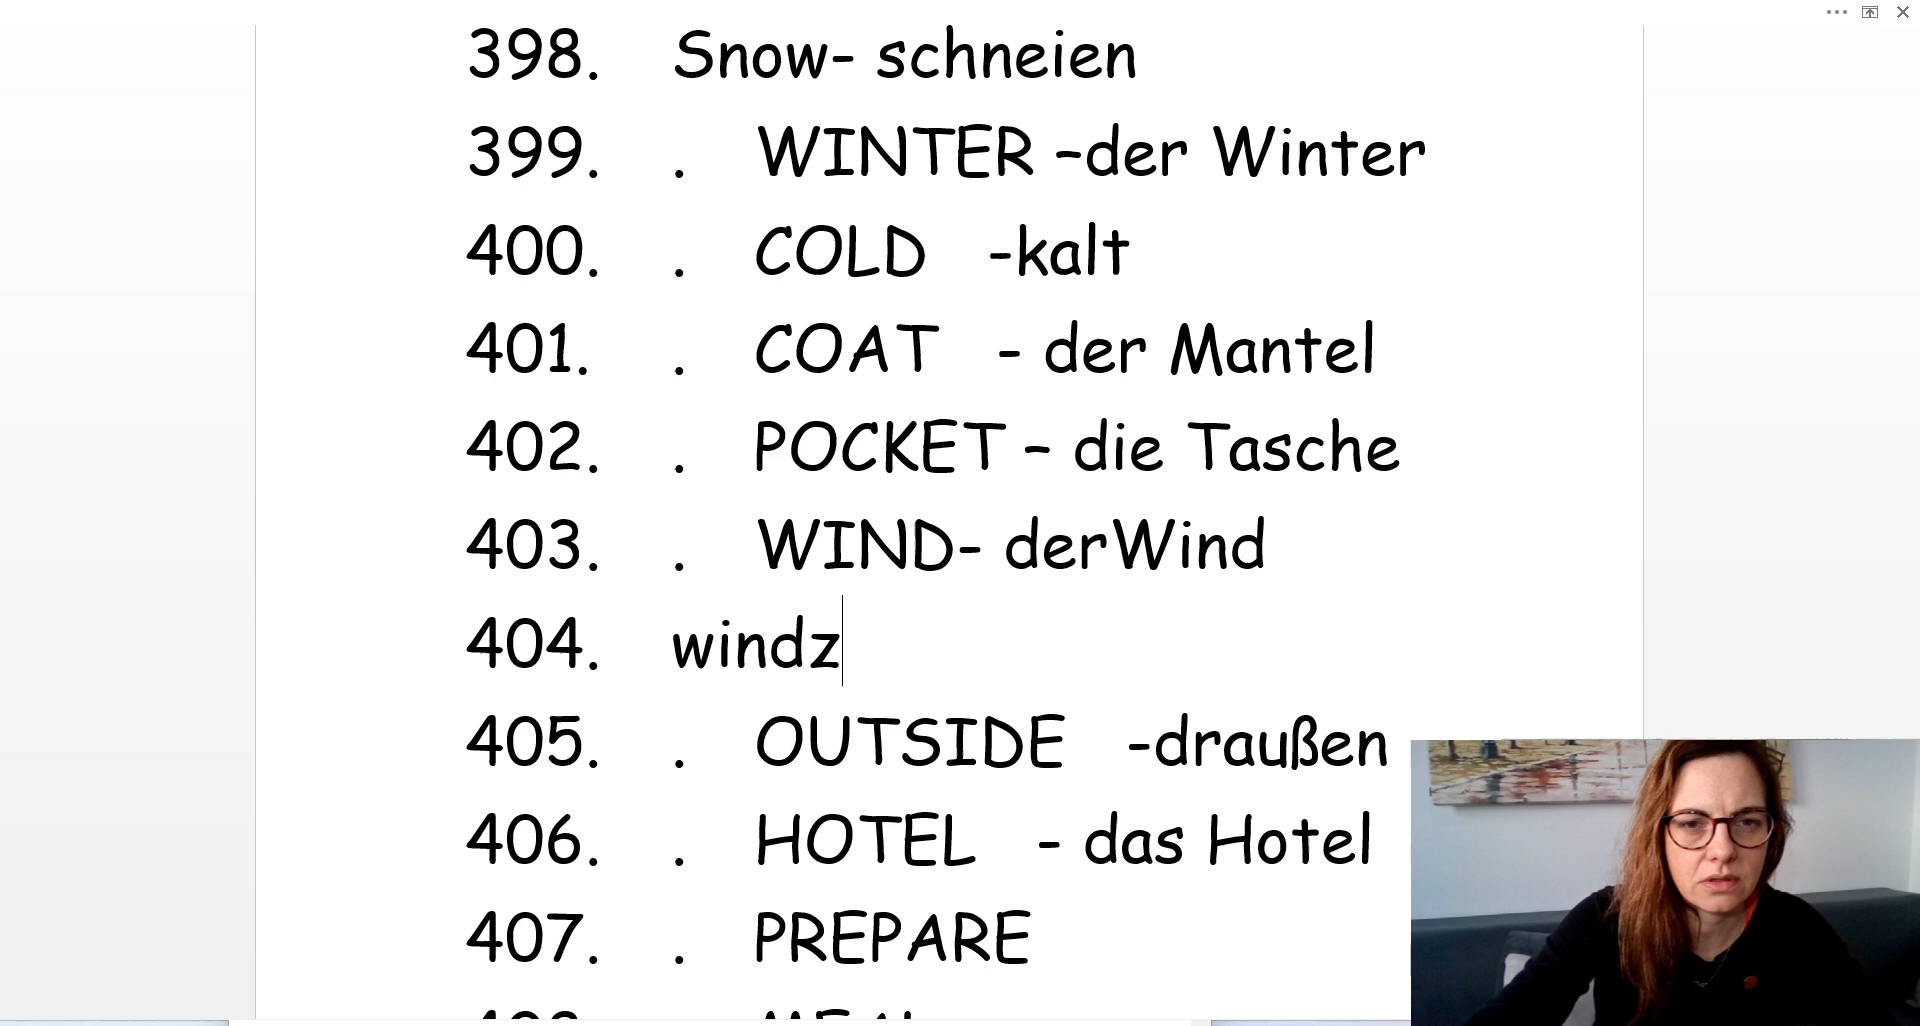 398. Snow- schneien
399. . WINTER –der Winter
400. . COLD -kalt
401. . COAT - der Mantel
402. . POCKET – die Tasche
403. . WIND- derWind
404. windz
405. . OUTSIDE -draußen
406. . HOTEL - das Hotel
407. . PREPARE